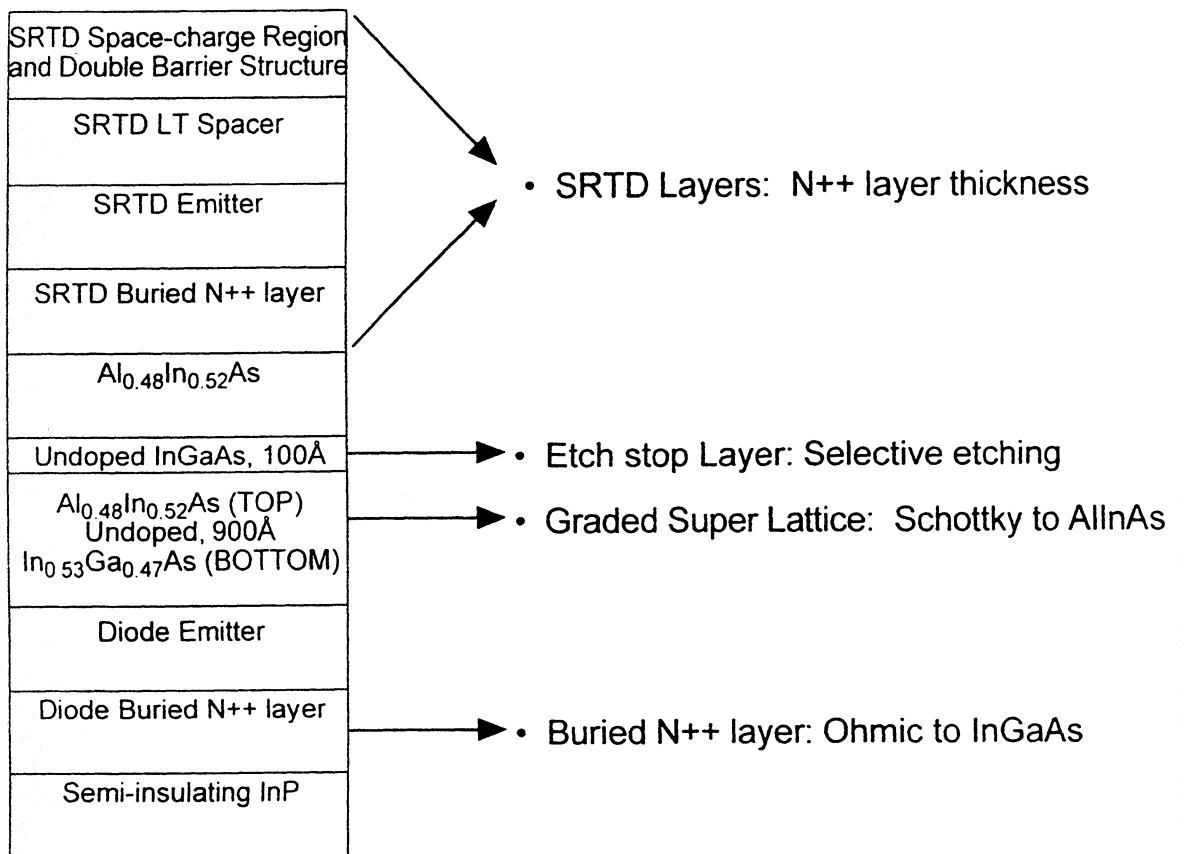 SRTD Space-charge Region
and Double Barrier Structure
SRTD LT Spacer
SRTD Emitter
SRTD Buried N++ layer
Al0.48In0.52As
Undoped InGaAs, 100Å
Al0.48In0.52As (TOP)
Undoped, 900Å
In0 53Ga0.47As (BOTTOM)
Diode Emitter
Diode Buried N++ layer
Semi-insulating InP
• SRTD Layers: N++ layer thickness
• Etch stop Layer: Selective etching
• Graded Super Lattice: Schottky to AlInAs
• Buried N++ layer: Ohmic to InGaAs